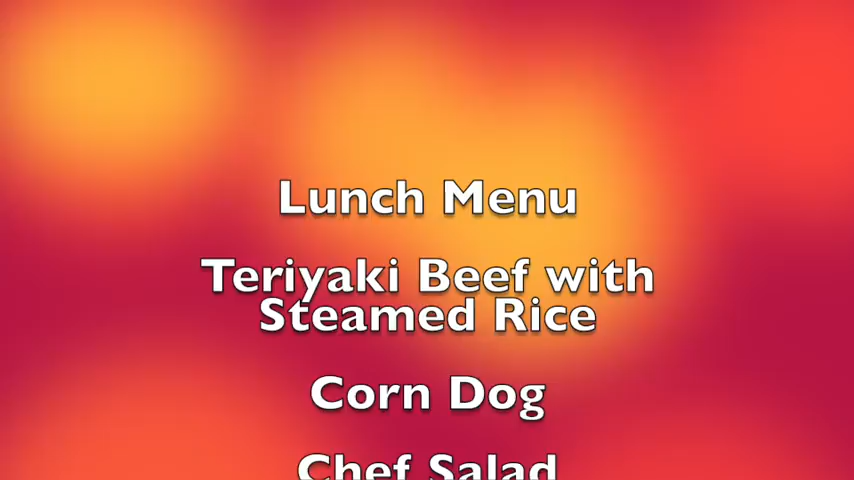 Lunch Menu
Teriyaki Beef with
Steamed Rice
Corn Dog
Chef Salad